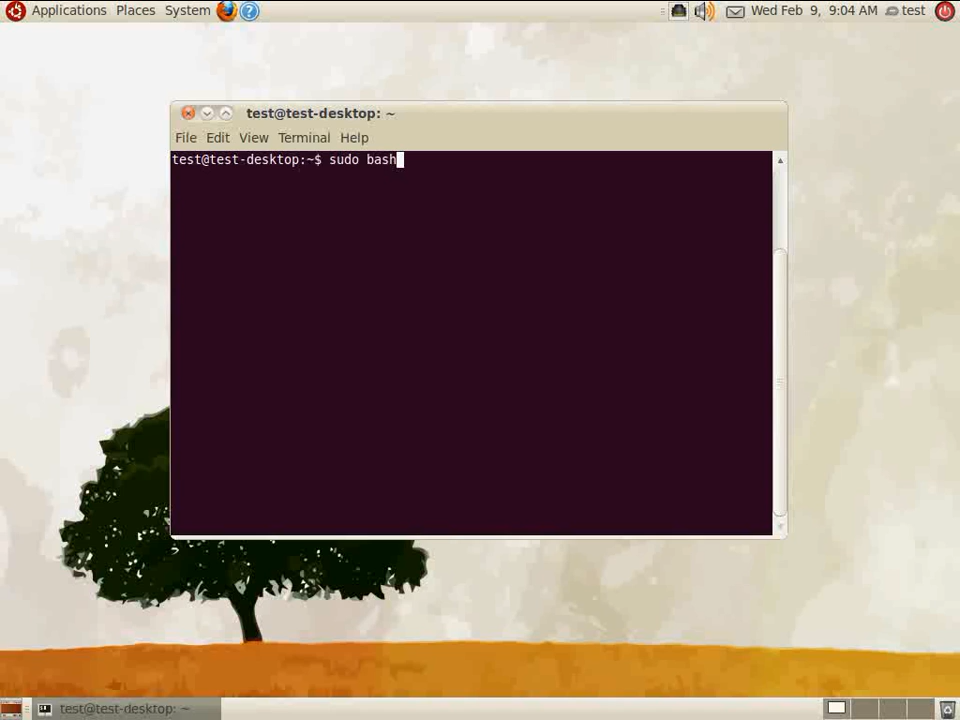 Applications Places System Wed Feb 9, 9:04 AM test
test@test-desktop: ~
File Edit View Terminal Help
test@test-desktop:~$ sudo bash
test@test-desktop: ~